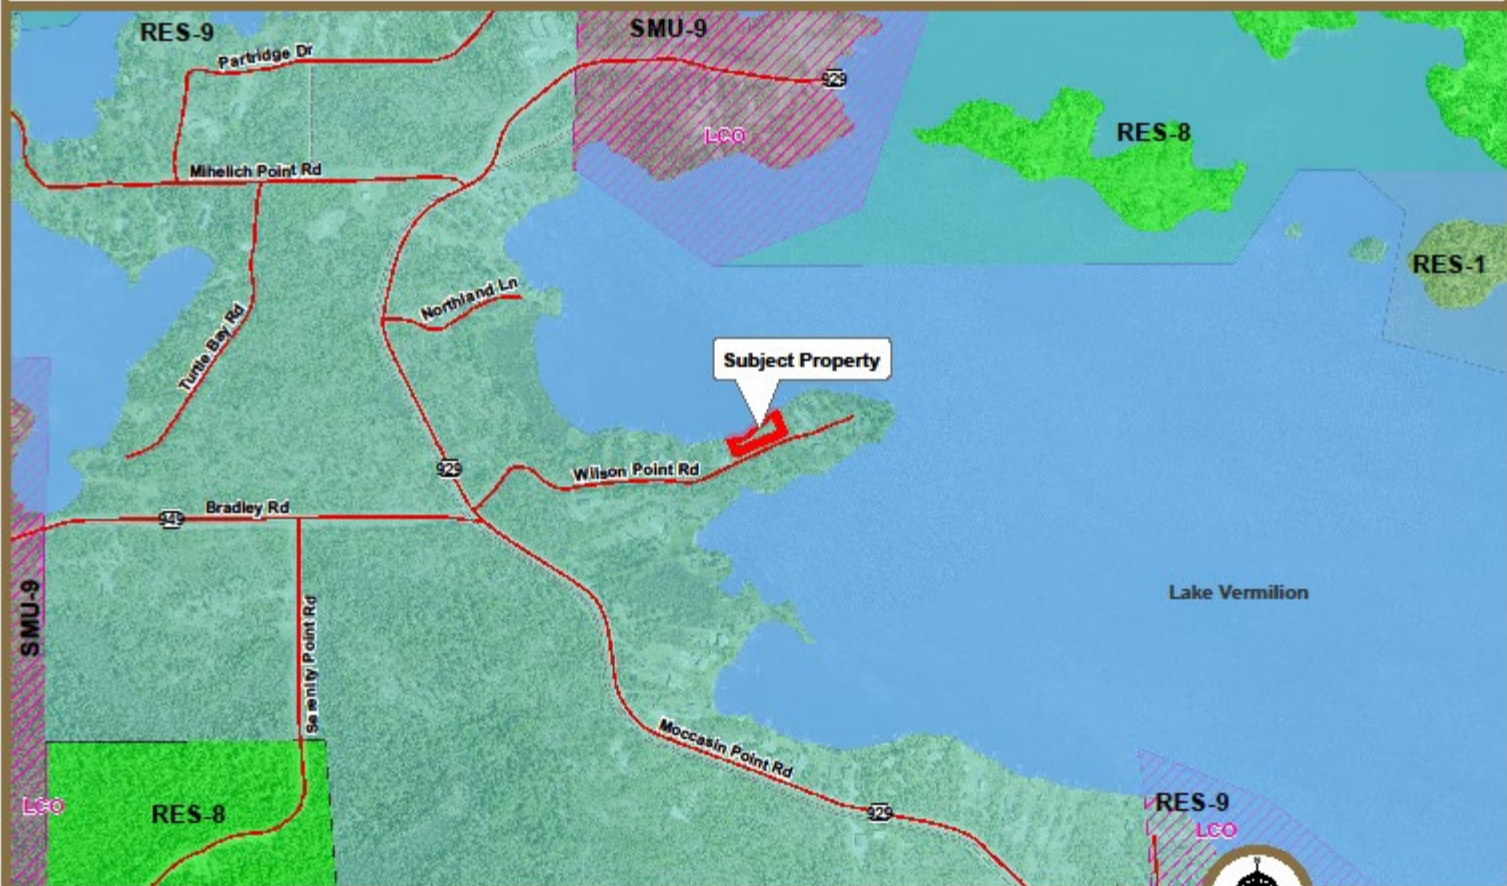 RES-9
SMU-9
Partridge Dr
929
LCO
RES-8
Mihelich Point Rd
RES-1
Northland Ln
Turtle Bay Rd
Subject Property
929
Wilson Point Rd
Bradley Rd
949
SMU-9
Serenity Point Rd
Lake Vermilion
Moccasin Point Rd
LCO
RES-8
929
RES-9
LCO
N